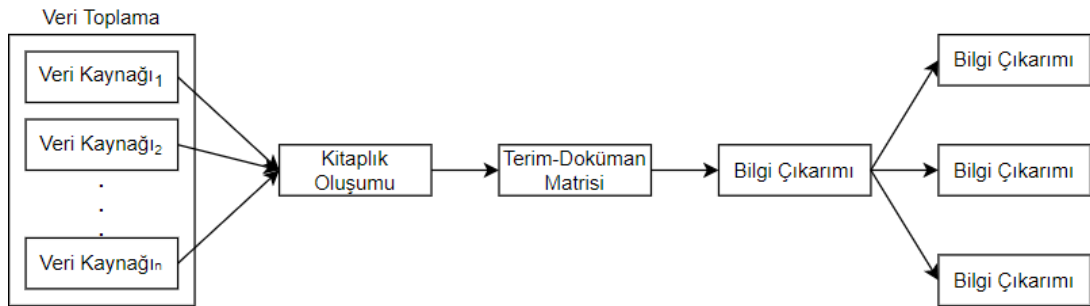 Veri Toplama
Veri Kaynağı₁
Veri Kaynağı₂
.
.
.
Veri Kaynağıₙ
Kitaplık
Oluşumu
Terim-Doküman
Matrisi
Bilgi Çıkarımı
Bilgi Çıkarımı
Bilgi Çıkarımı
Bilgi Çıkarımı